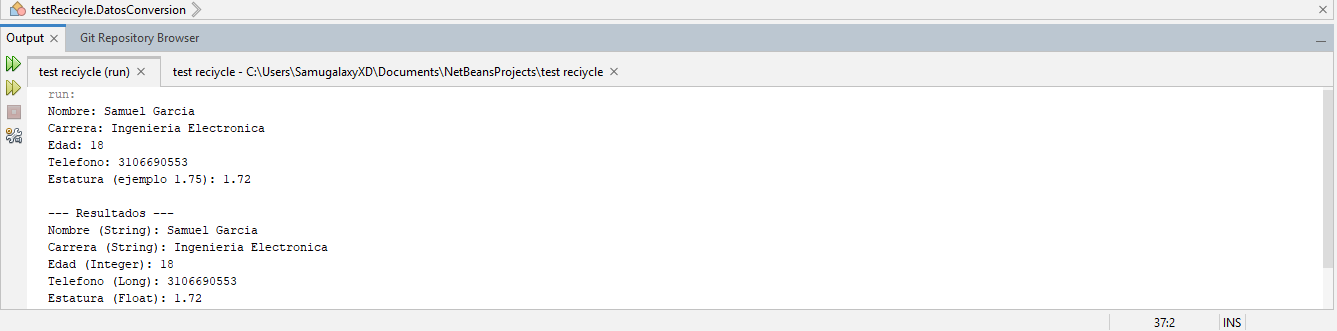 testRecicyle.DatosConversion
Output
Git Repository Browser
test reciycle (run)
test reciycle - C:\Users\SamugalaxyXD\Documents\NetBeansProjects\test reciycle
run:
Nombre: Samuel Garcia
Carrera: Ingenieria Electronica
Edad: 18
Telefono: 3106690553
Estatura (ejemplo 1.75): 1.72
--- Resultados ---
Nombre (String): Samuel Garcia
Carrera (String): Ingenieria Electronica
Edad (Integer): 18
Telefono (Long): 3106690553
Estatura (Float): 1.72
37:2
INS